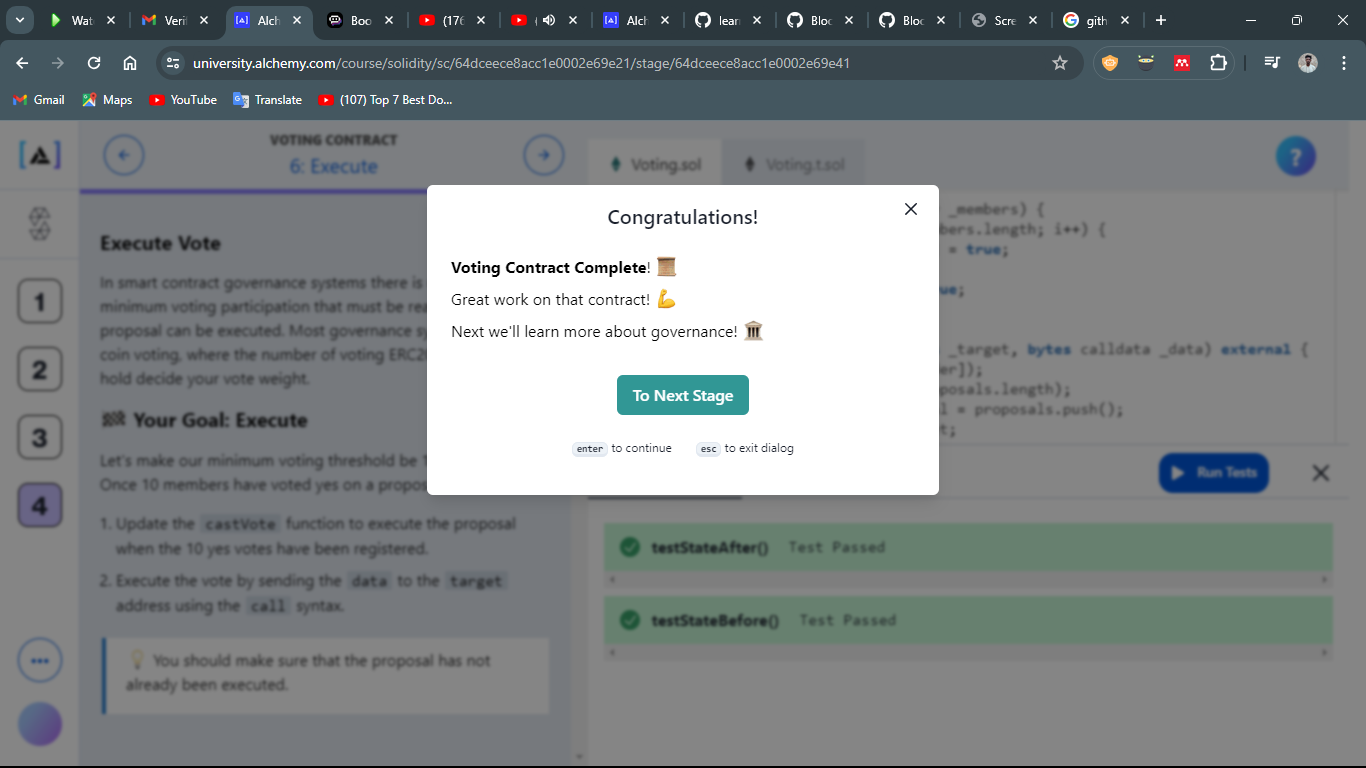 Wat
Veri
Alch
Boo
(176
(
Alch
lear
Bloc
Bloc
Scre
gith
university.alchemy.com/course/solidity/sc/64dceece8acc1e0002e69e21/stage/64dceece8acc1e0002e69e41
Gmail
Maps
YouTube
Translate
(107) Top 7 Best Do...
VOTING CONTRACT
6: Execute
Voting.sol
Voting.t.sol
?
1
2
3
4
Execute Vote
In smart contract governance systems there is
minimum voting participation that must be rea
proposal can be executed. Most governance sy
coin voting, where the number of voting ERC20
hold decide your vote weight.
Your Goal: Execute
Let's make our minimum voting threshold be 1
Once 10 members have voted yes on a propos
1. Update the castVote function to execute the proposal
when the 10 yes votes have been registered.
2. Execute the vote by sending the data to the target
address using the call syntax.
You should make sure that the proposal has not
already been executed.
Congratulations!
Voting Contract Complete!
Great work on that contract!
Next we'll learn more about governance!
To Next Stage
enter to continue
esc to exit dialog
_members) {
bers.length; i++) {
= true;
ue;
_target, bytes calldata _data) external {
er]);
posals.length);
l = proposals.push();
t;
Run Tests
testStateAfter() Test Passed
testStateBefore() Test Passed